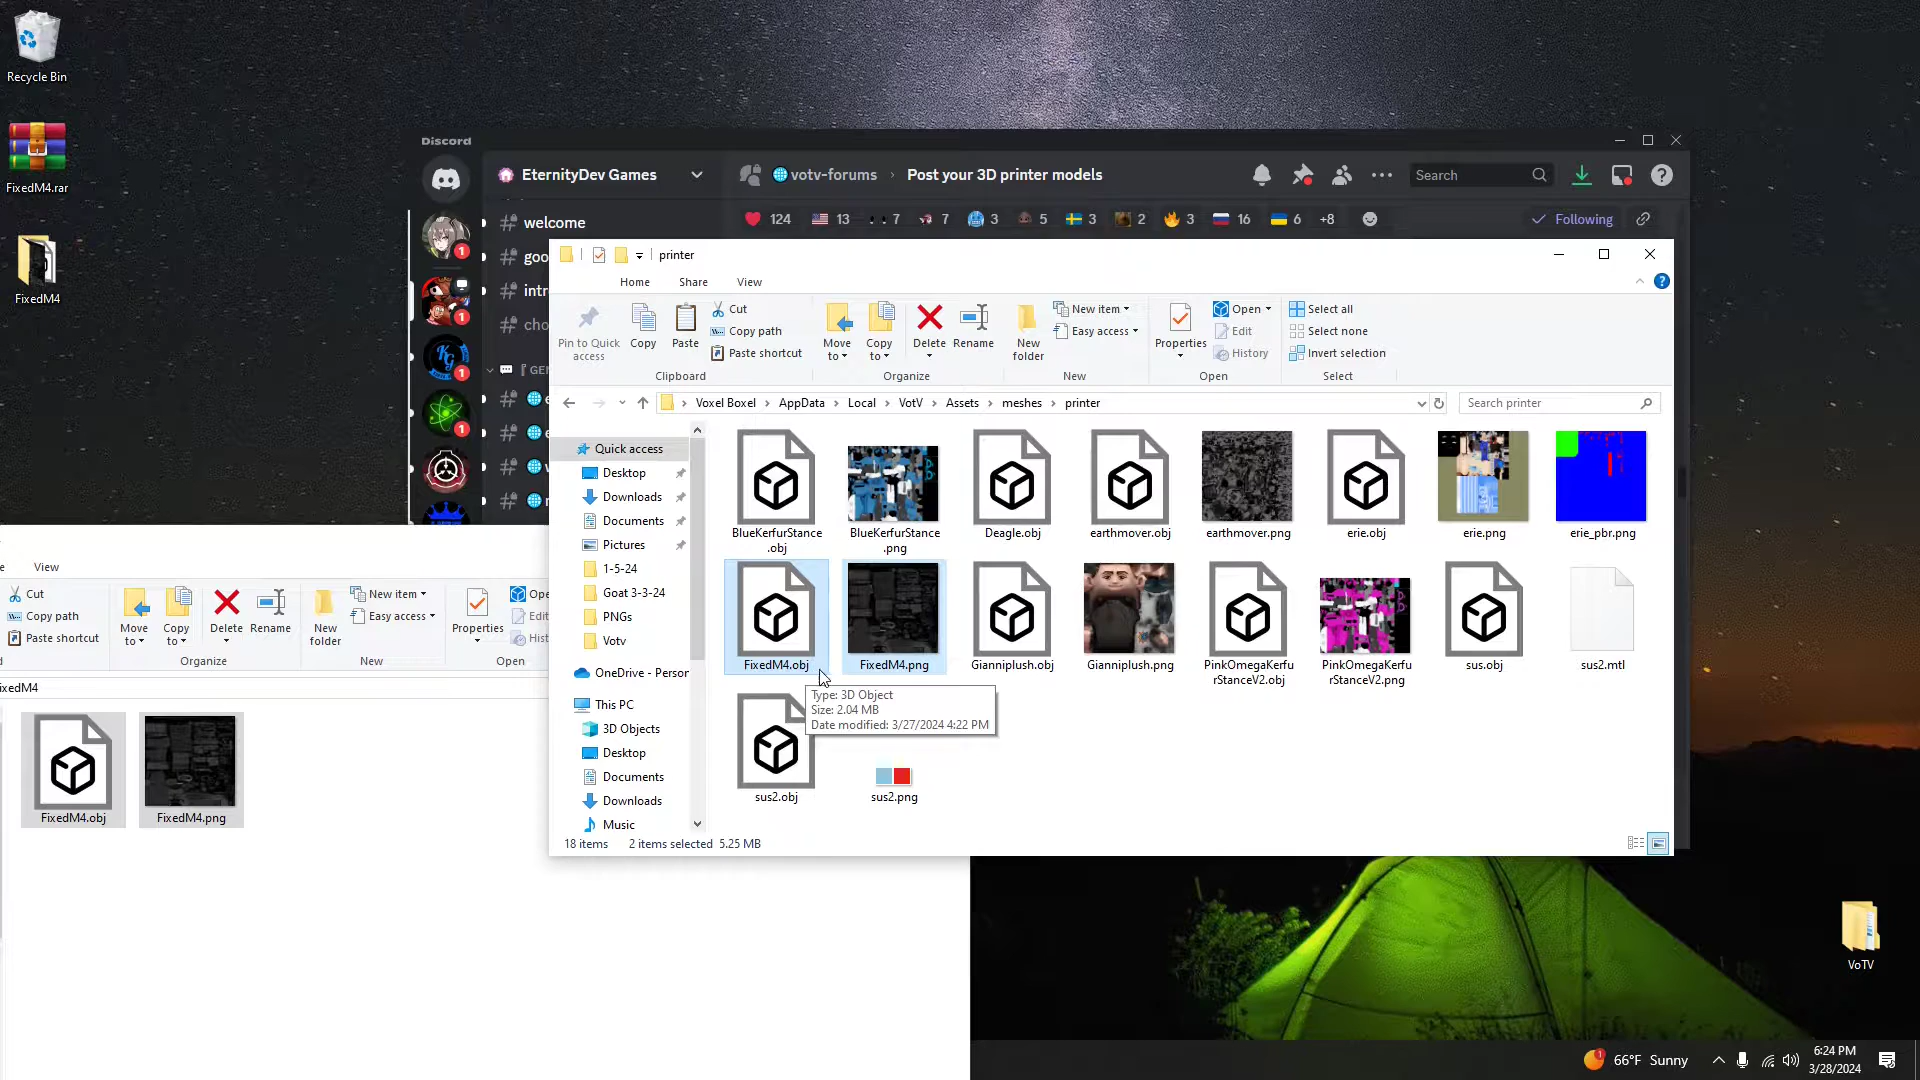 Recycle Bin
FixedM4.rar
FixedM4
Discord
EternityDev Games
votv-forums
Post your 3D printer models
Search
124
13
7
7
3
5
3
2
3
16
6
+8
Following
welcome
goo
intr
cho
GEN
printer
Home
Share
View
Pin to Quick access
Copy
Paste
Cut
Copy path
Paste shortcut
Clipboard
Move to
Copy to
Delete
Rename
Organize
New folder
New item
Easy access
New
Properties
Open
Edit
History
Open
Select all
Select none
Invert selection
Select
Voxel Boxel
AppData
Local
VotV
Assets
meshes
printer
Search printer
Quick access
Desktop
Downloads
Documents
Pictures
1-5-24
Goat 3-3-24
PNGs
Votv
OneDrive - Person
This PC
3D Objects
Desktop
Documents
Downloads
Music
BlueKerfurStance
.obj
BlueKerfurStance
.png
Deagle.obj
earthmover.obj
earthmover.png
erie.obj
erie.png
erie_pbr.png
FixedM4.obj
FixedM4.png
Gianniplush.obj
Gianniplush.png
PinkOmegaKerfu
rStanceV2.obj
PinkOmegaKerfu
rStanceV2.png
sus.obj
sus2.mtl
sus2.obj
sus2.png
Type: 3D Object
Size: 2.04 MB
Date modified: 3/27/2024 4:22 PM
18 items
2 items selected 5.25 MB
e
View
Cut
Copy path
Paste shortcut
d
Move to
Copy to
Delete
Rename
Organize
New folder
New item
Easy access
New
Properties
Ope
Edit
Hist
Open
ixedM4
FixedM4.obj
FixedM4.png
VoTV
66°F Sunny
6:24 PM
3/28/2024